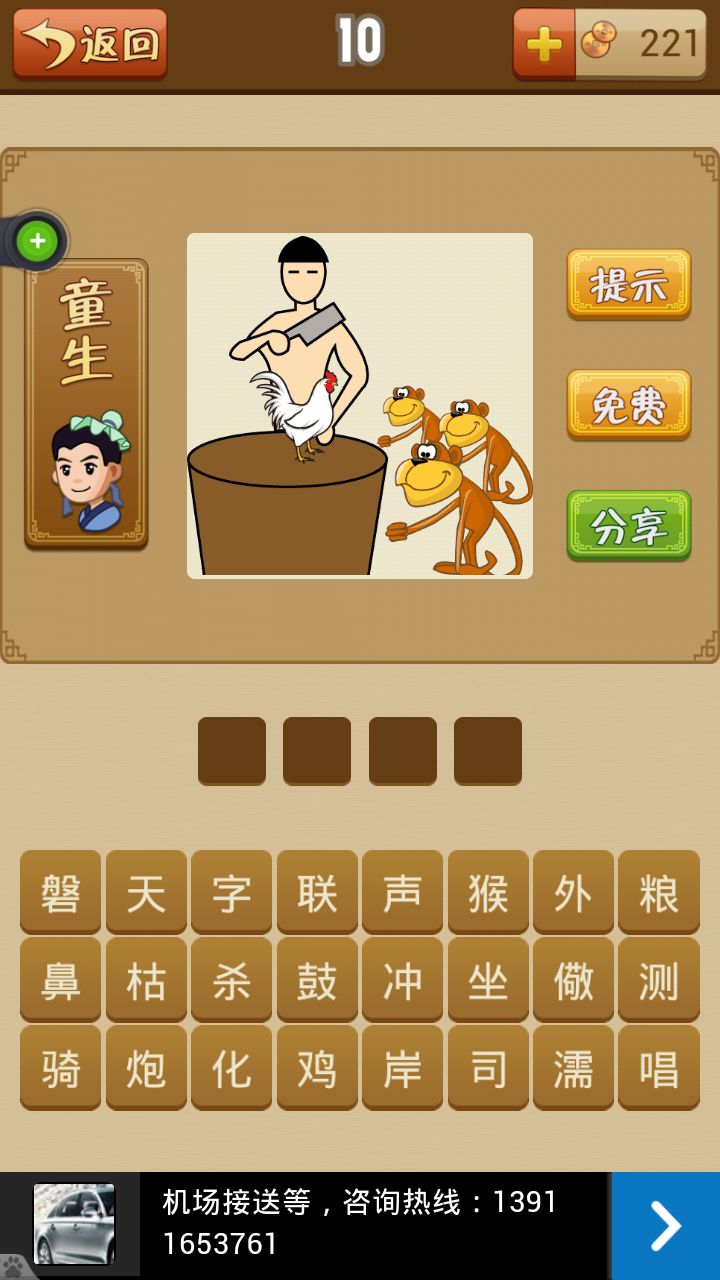 返回
10
221
童生
提示
免费
分享
磐 天 字 联 声 猴 外 粮
鼻 枯 杀 鼓 冲 坐 儆 测
骑 炮 化 鸡 岸 司 濡 唱
机场接送等，咨询热线：1391
1653761